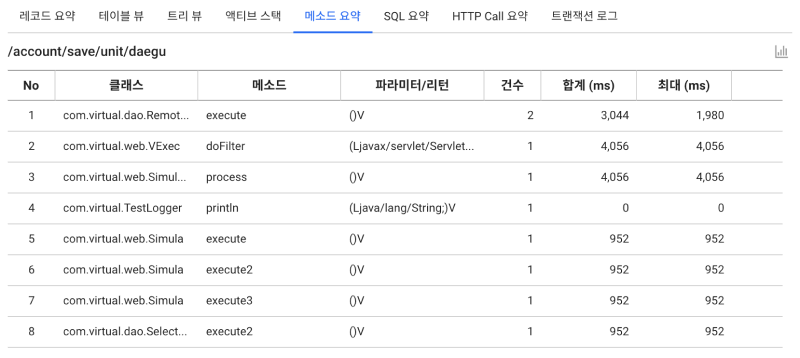 레코드 요약 테이블 뷰 트리 뷰 액티브 스택 메소드 요약 SQL 요약 HTTP Call 요약 트랜잭션 로그
/account/save/unit/daegu
No 클래스 메소드 파라미터/리턴 건수 합계 (ms) 최대 (ms)
1 com.virtual.dao.Remot... execute ()V 2 3,044 1,980
2 com.virtual.web.VExec doFilter (Ljavax/servlet/Servlet... 1 4,056 4,056
3 com.virtual.web.Simul... process ()V 1 4,056 4,056
4 com.virtual.TestLogger println (Ljava/lang/String;)V 1 0 0
5 com.virtual.web.Simula execute ()V 1 952 952
6 com.virtual.web.Simula execute2 ()V 1 952 952
7 com.virtual.web.Simula execute3 ()V 1 952 952
8 com.virtual.dao.Select... execute2 ()V 1 952 952